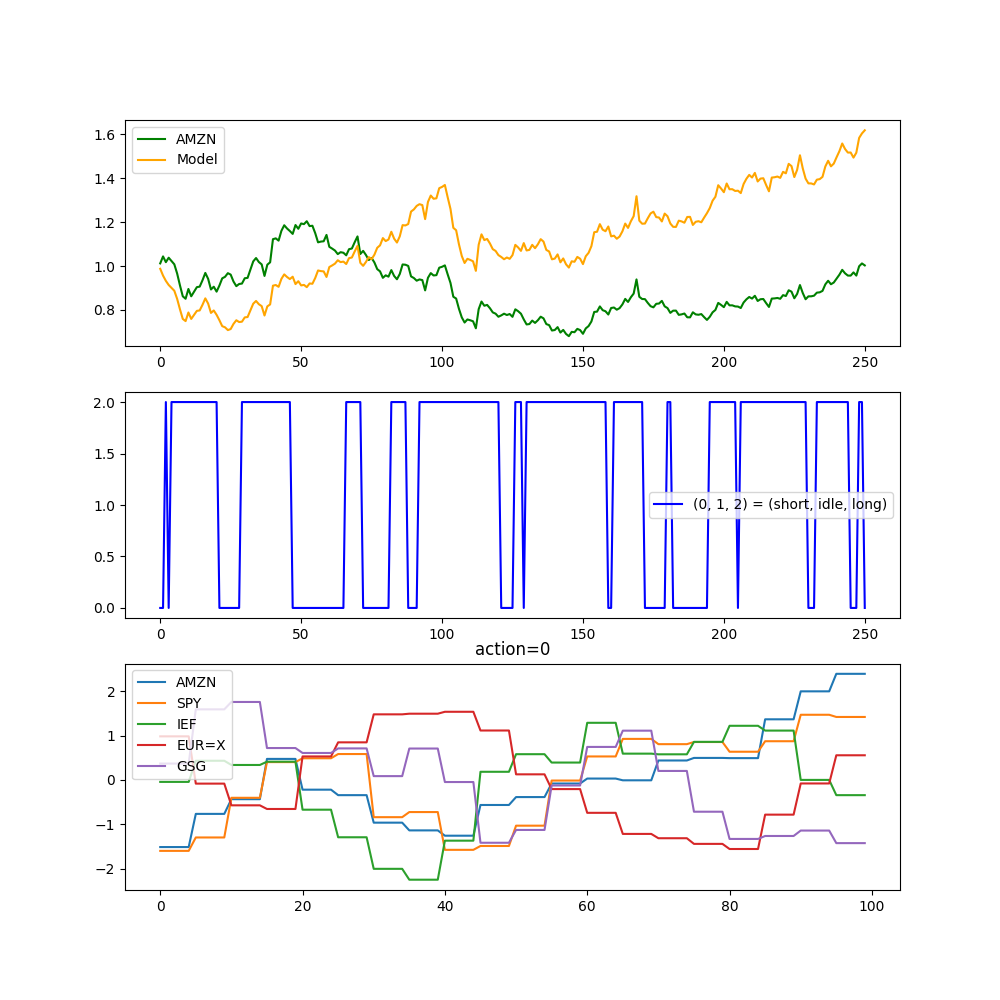 1.6
1.4
1.2
1.0
0.8
AMZN
Model
0 50 100 150 200 250
2.0
1.5
1.0
0.5
0.0
(0, 1, 2) = (short, idle, long)
0 50 100 150 200 250
action=0
2
1
0
−1
−2
AMZN
SPY
IEF
EUR=X
GSG
0 20 40 60 80 100